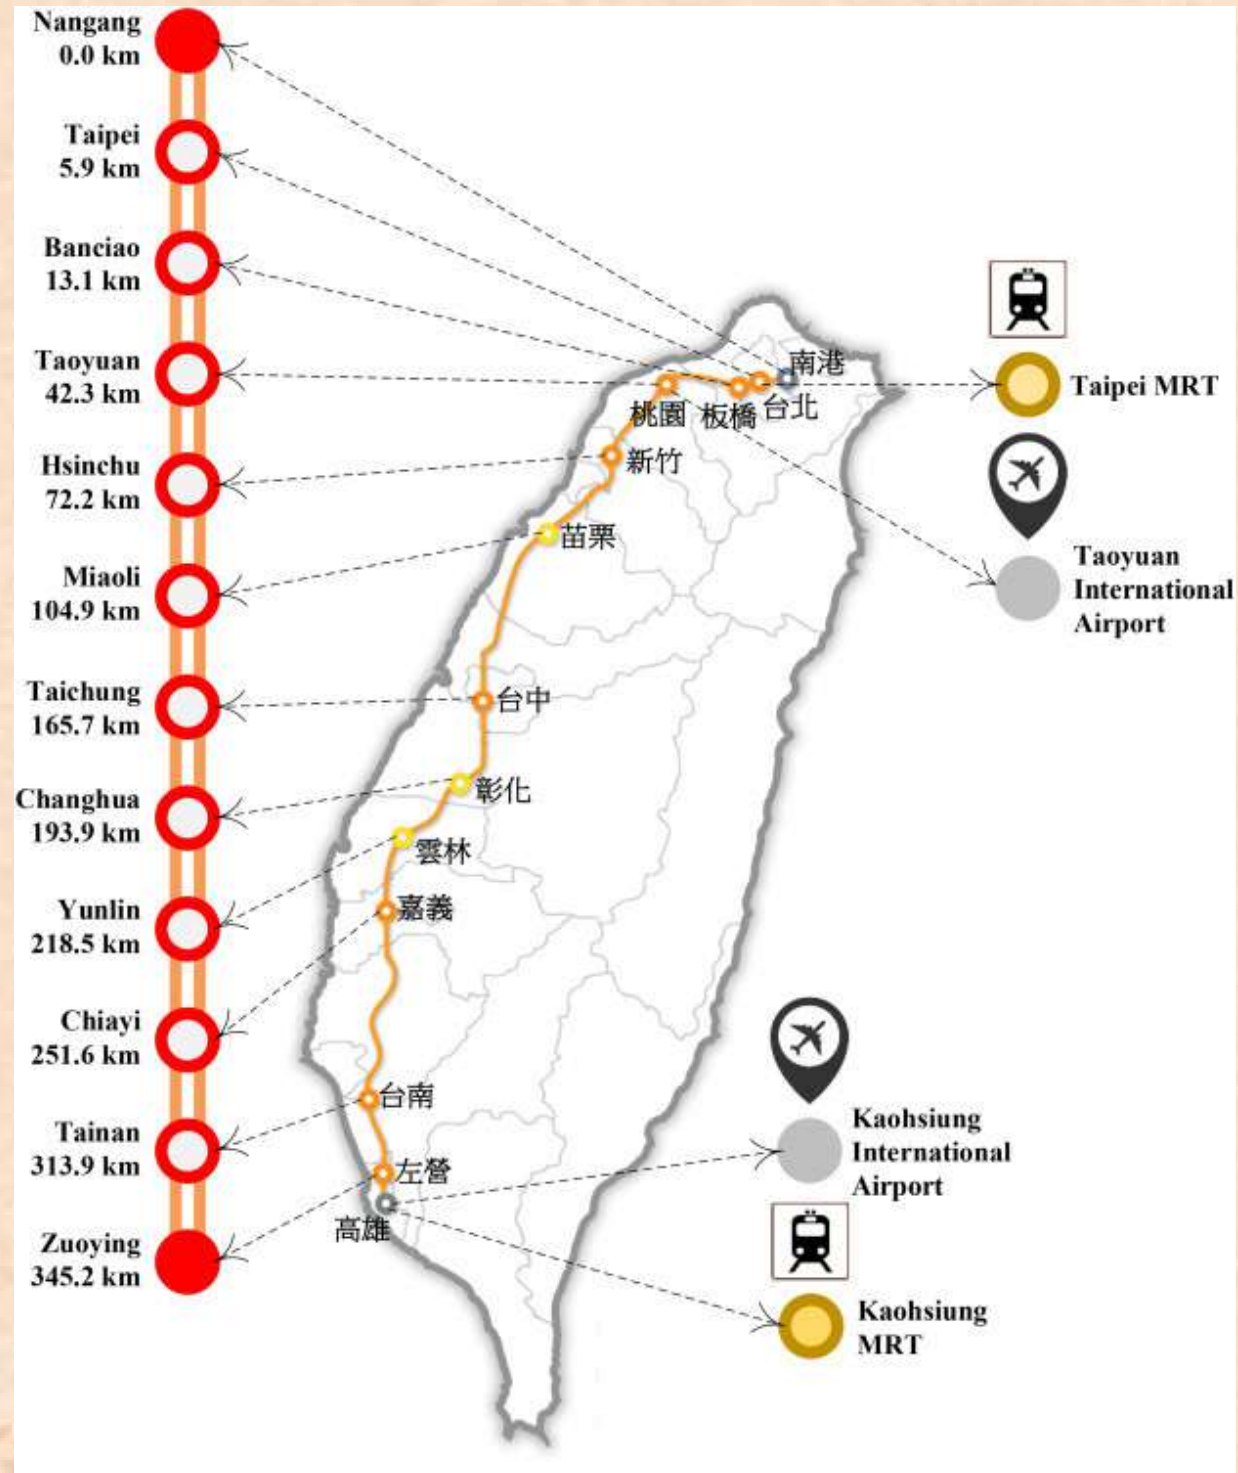 Nangang
0.0 km
Taipei
5.9 km
Banciao
13.1 km
Taoyuan
42.3 km
Hsinchu
72.2 km
Miaoli
104.9 km
Taichung
165.7 km
Changhua
193.9 km
Yunlin
218.5 km
Chiayi
251.6 km
Tainan
313.9 km
Zuoying
345.2 km
南港
台北
板橋
桃園
新竹
苗栗
台中
彰化
雲林
嘉義
台南
左營
高雄
Taipei MRT
Taoyuan
International
Airport
Kaohsiung
International
Airport
Kaohsiung
MRT